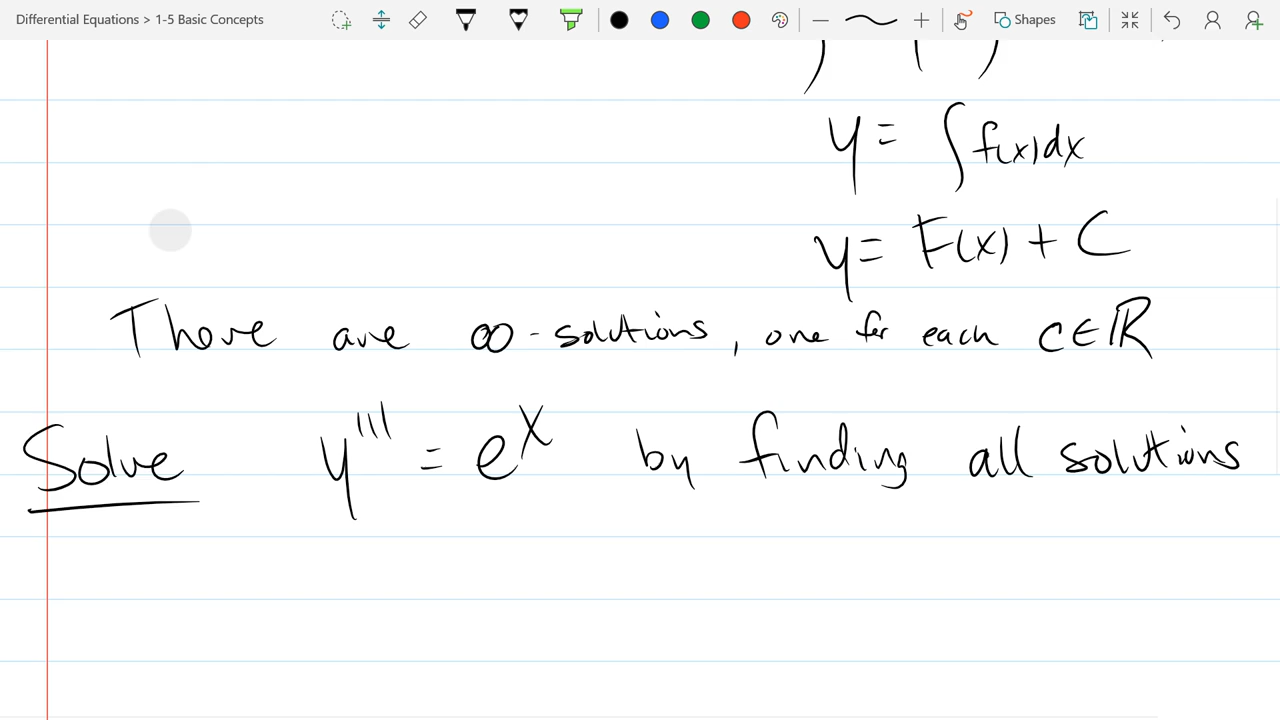 Differential Equations > 1-5 Basic Concepts
Shapes
y = ∫ f(x)dx
y = F(x) + C
There are ∞-solutions, one for each C∈ℝ
Solve y''' = e^x by finding all solutions